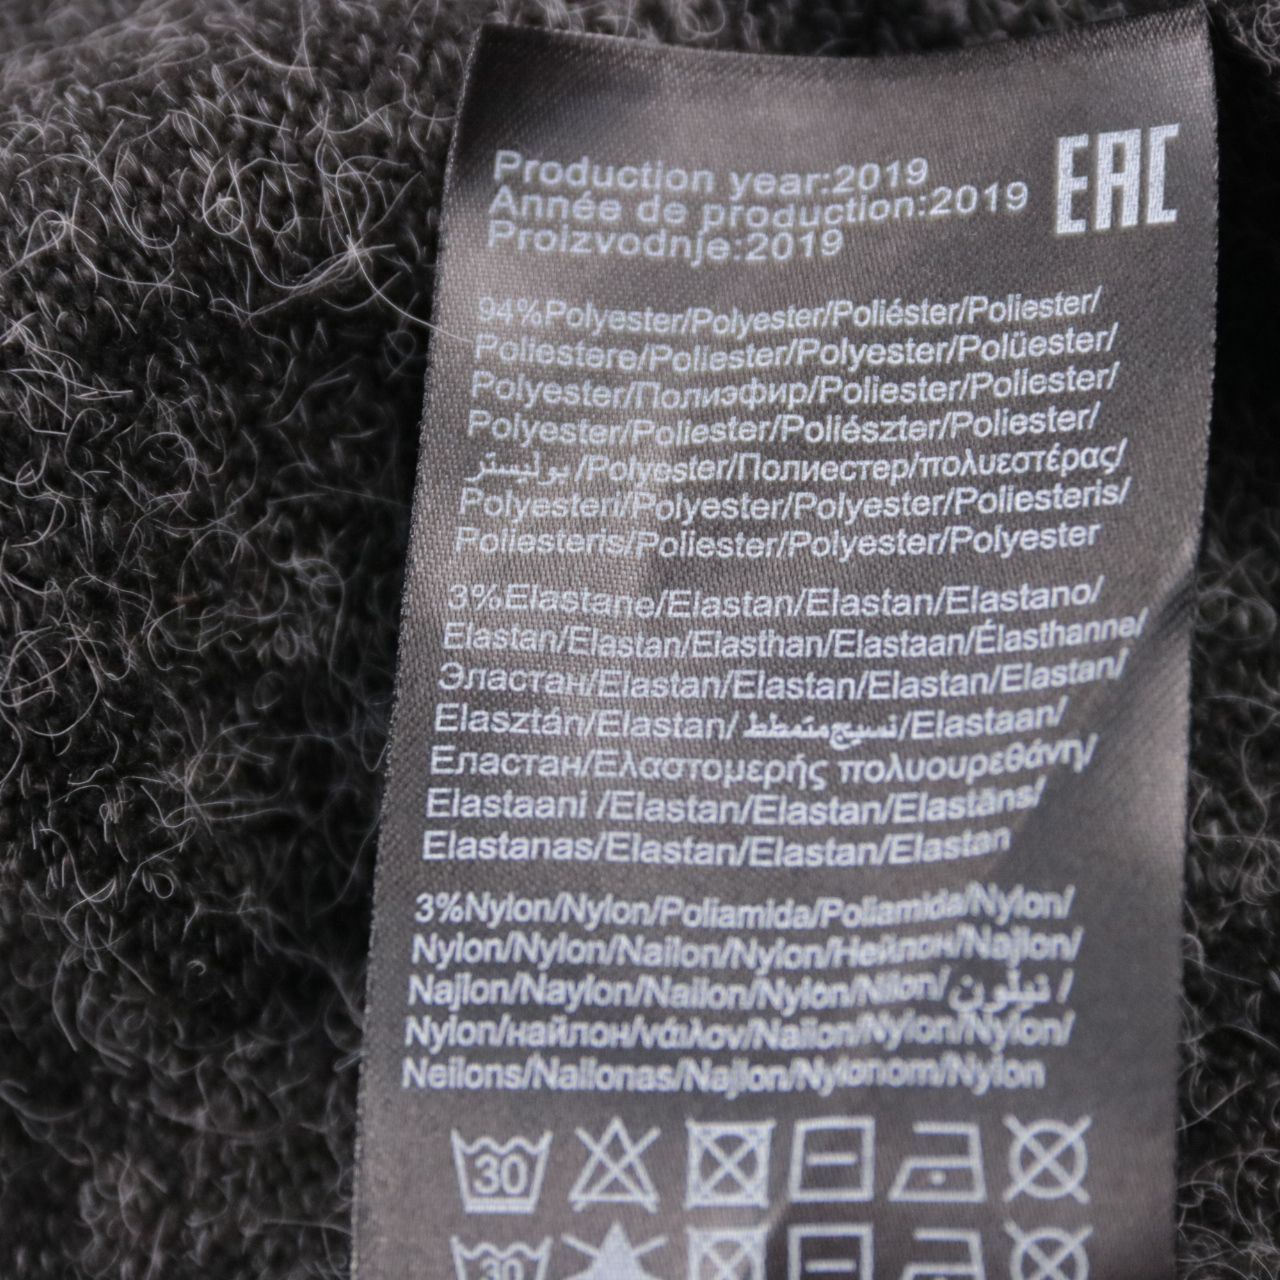 Production year:2019
EAC
Année de production:2019
Proizvodnje:2019
94%Polyester/Polyester/Poliéster/Poliester/
Poliestere/Poliester/Polyester/Polüester/
Polyester/Полиэфир/Poliester/Poliester/
Polyester/Poliester/Poliészter/Poliester/
بوليستر/Polyester/Полиестер/πολυεστέρας/
Polyesteri/Polyester/Polyester/Poliesteris/
Poliesteris/Poliester/Polyester/Polyester
3%Elastane/Elastan/Elastan/Elastano/
Elastan/Elastan/Elasthan/Elastaan/Élasthanne/
Эластан/Elastan/Elastan/Elastan/Elastan/
Elasztán/Elastan/نسيج متمطط/Elastaan/
Еластан/Ελαστομερής πολυουρεθάνη/
Elastaani /Elastan/Elastan/Elastāns/
Elastanas/Elastan/Elastan/Elastan
3%Nylon/Nylon/Poliamida/Poliamida/Nylon/
Nylon/Nylon/Nailon/Nylon/Нейлон/Najlon/
Najlon/Naylon/Nailon/Nylon/Nilon/نيلون /
Nylon/найлон/νάιλον/Nailon/Nylon/Nylon/
Neilons/Nailonas/Najlon/Nylonom/Nylon
30
30